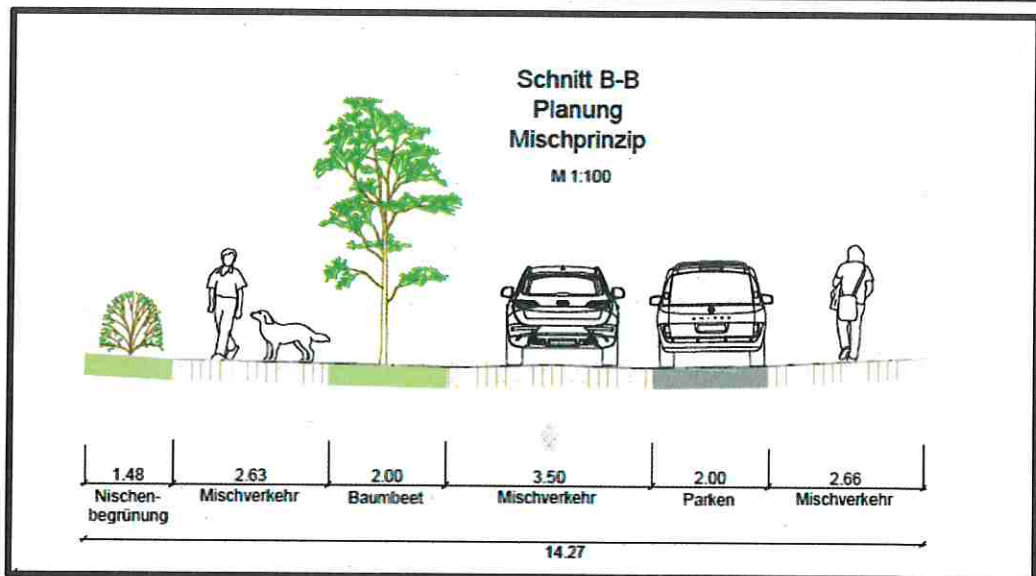 Schnitt B-B
Planung
Mischprinzip
M 1:100
1.48 2.63 2.00 3.50 2.00 2.66
Nischen- Mischverkehr Baumbeet Mischverkehr Parken Mischverkehr
begrünung
14.27